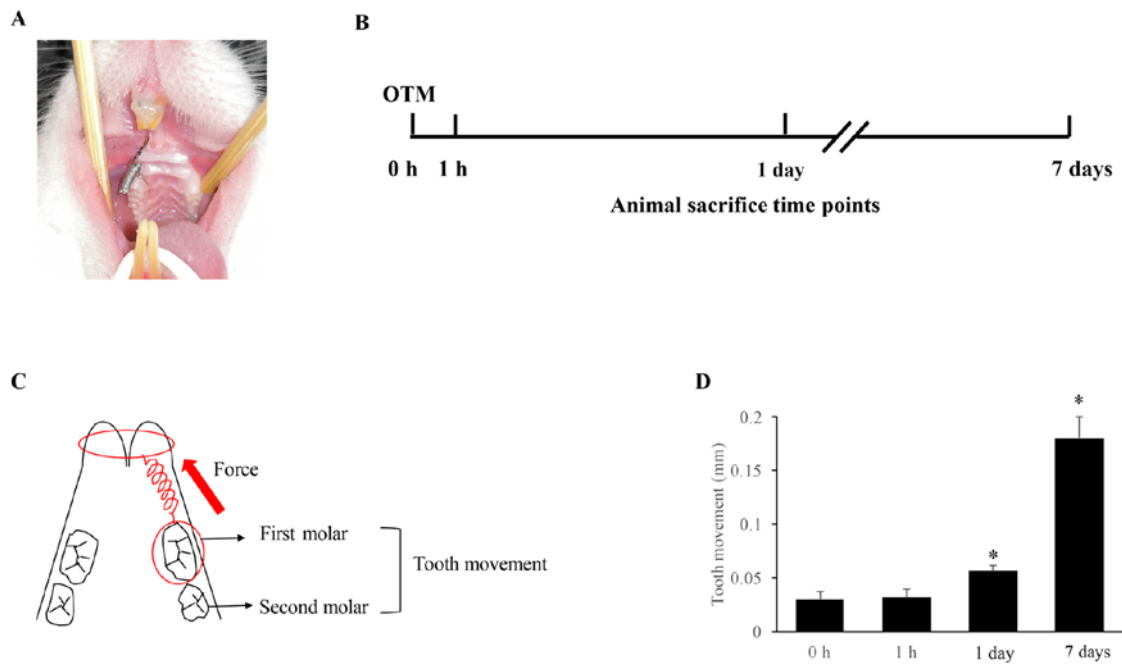 A
B
OTM
0 h 1 h 1 day 7 days
Animal sacrifice time points
C
Force
First molar
Tooth movement
Second molar
D
Tooth movement (mm)
0.2
0.15
0.1
0.05
0
*
*
0 h 1 h 1 day 7 days